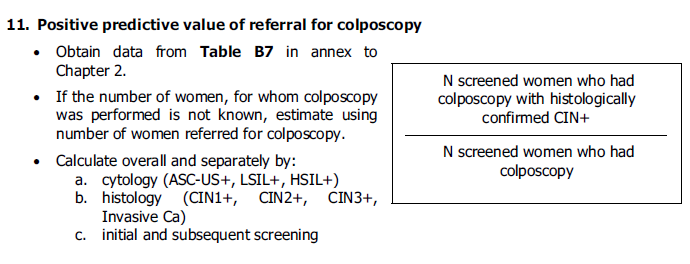 11. Positive predictive value of referral for colposcopy
• Obtain data from Table B7 in annex to
Chapter 2.
• If the number of women, for whom colposcopy
was performed is not known, estimate using
number of women referred for colposcopy.
• Calculate overall and separately by:
a. cytology (ASC-US+, LSIL+, HSIL+)
b. histology (CIN1+, CIN2+, CIN3+,
Invasive Ca)
c. initial and subsequent screening
N screened women who had
colposcopy with histologically
confirmed CIN+
N screened women who had
colposcopy